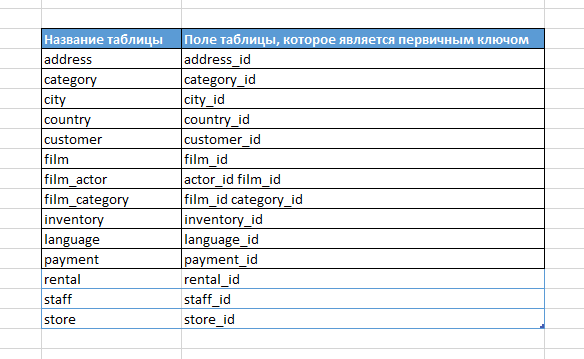 Название таблицы Поле таблицы, которое является первичным ключом
address address_id
category category_id
city city_id
country country_id
customer customer_id
film film_id
film_actor actor_id film_id
film_category film_id category_id
inventory inventory_id
language language_id
payment payment_id
rental rental_id
staff staff_id
store store_id